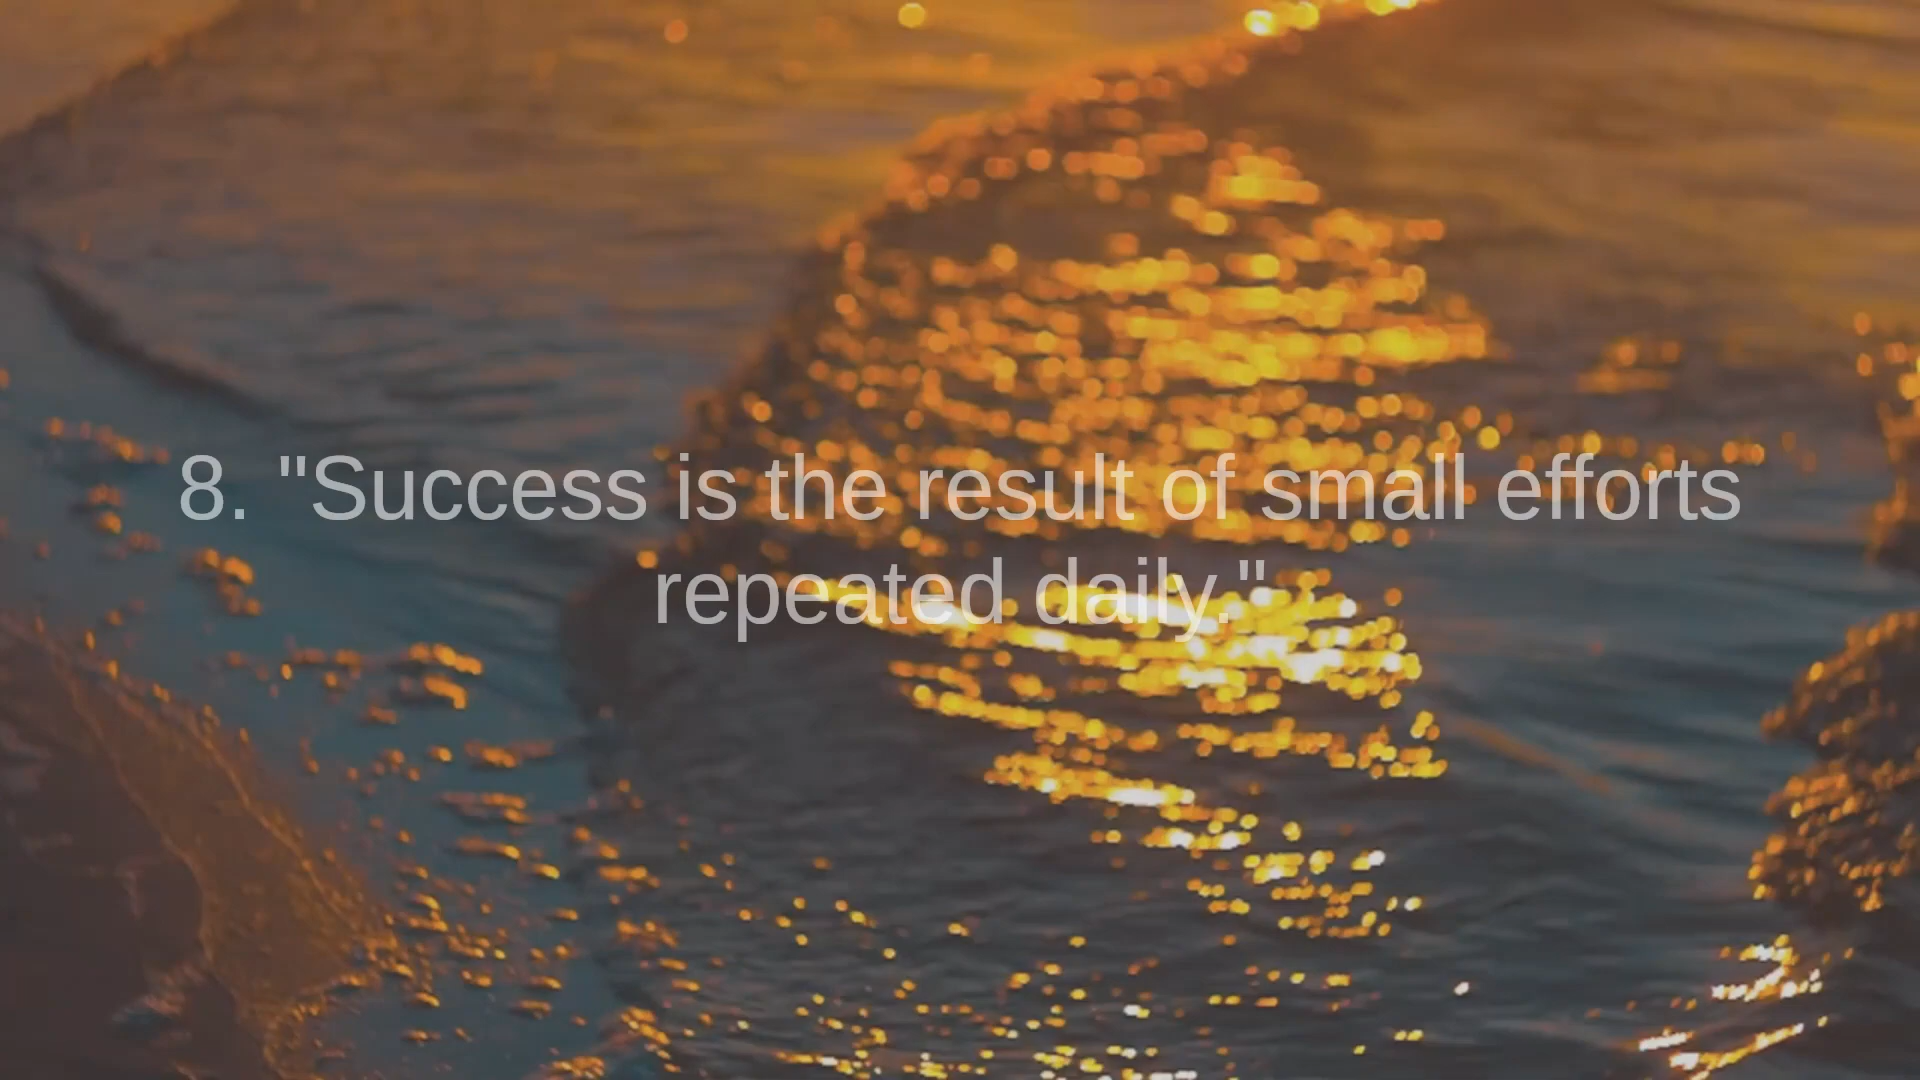 8. "Success is the result of small efforts
repeated daily."